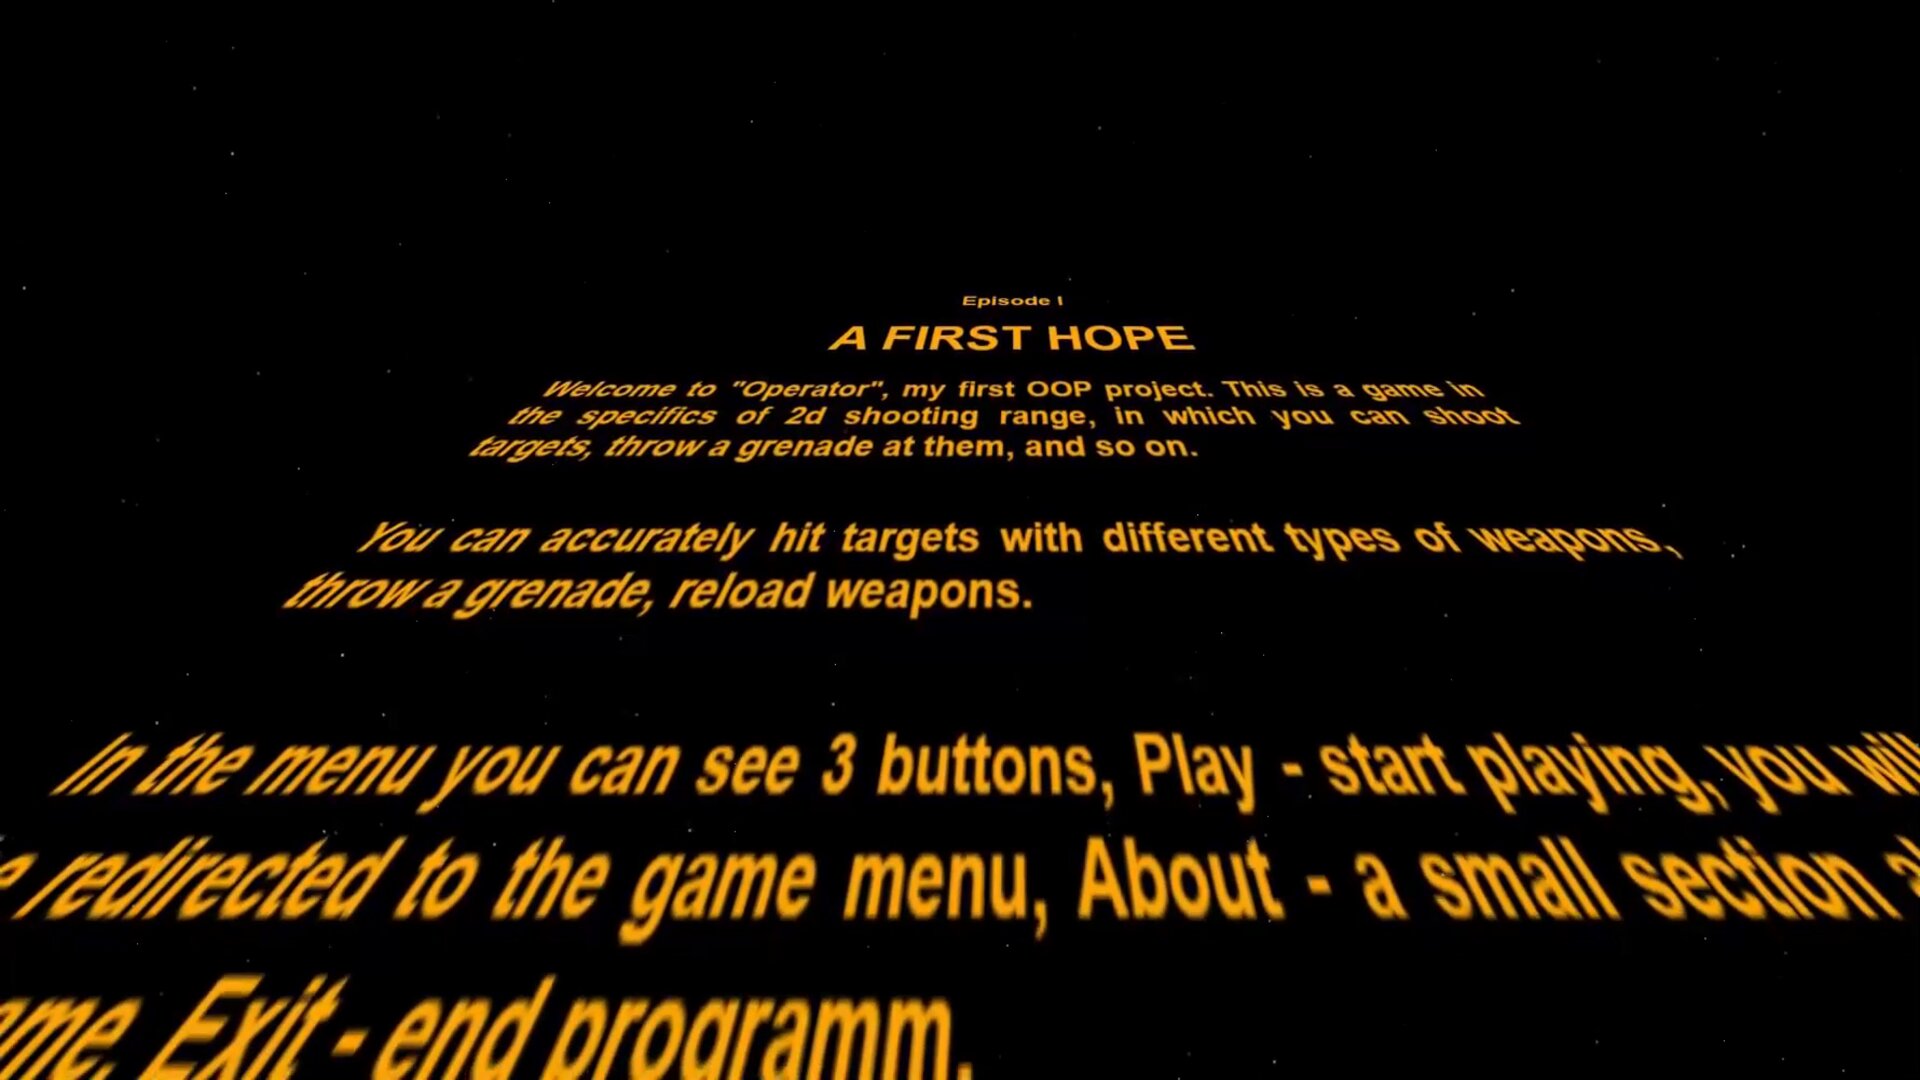 Episode I
A FIRST HOPE
Welcome to "Operator", my first OOP project. This is a game in
the specifics of 2d shooting range, in which you can shoot
targets, throw a grenade at them, and so on.
You can accurately hit targets with different types of weapons,
throw a grenade, reload weapons.
In the menu you can see 3 buttons, Play - start playing, you will
redirected to the game menu, About - a small section
Exit - end programm.